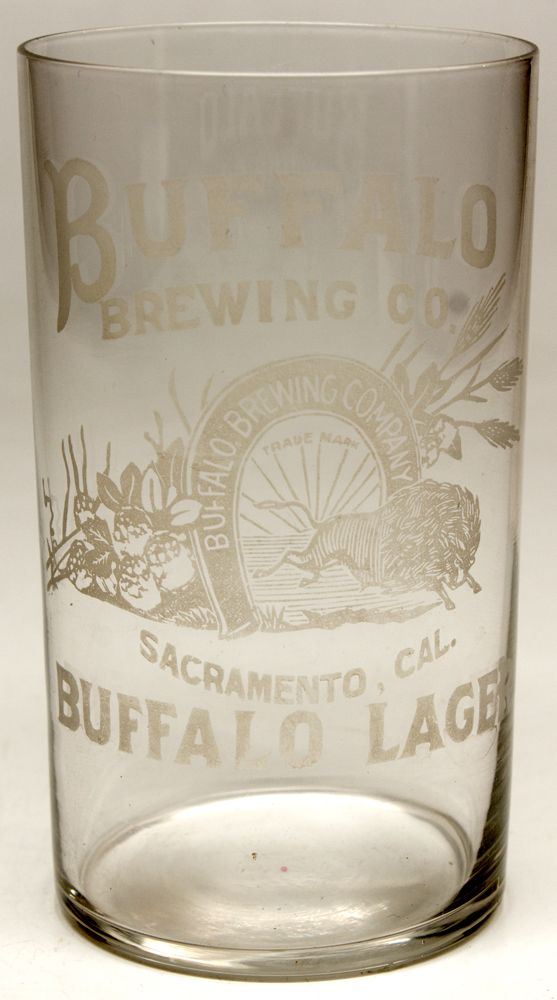 BUFFALO
BREWING CO.
BUFFALO BREWING COMPANY
TRADE MARK
SACRAMENTO, CAL.
BUFFALO LAGER